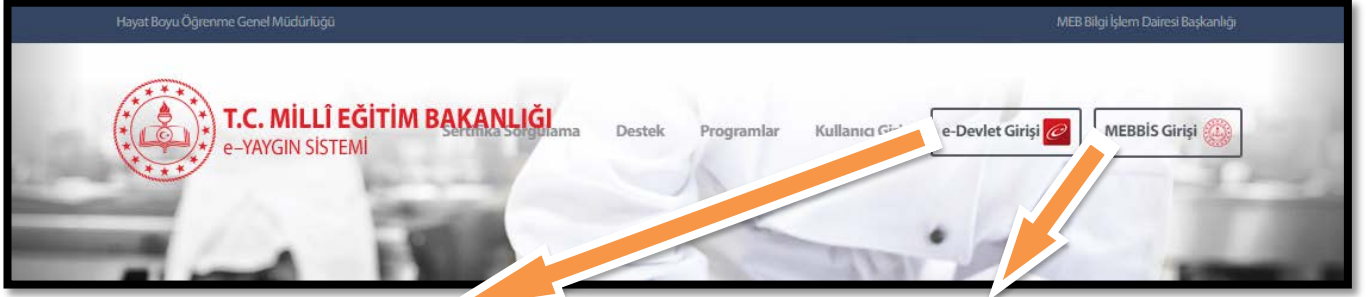 Hayat Boyu Öğrenme Genel Müdürlüğü
MEB Bilgi İşlem Dairesi Başkanlığı
T.C. MİLLÎ EĞİTİM BAKANLIĞI
e-YAYGIN SİSTEMİ
Sertifika Sorgulama
Destek
Programlar
Kullanıcı
e-Devlet Girişi
MEBBİS Girişi